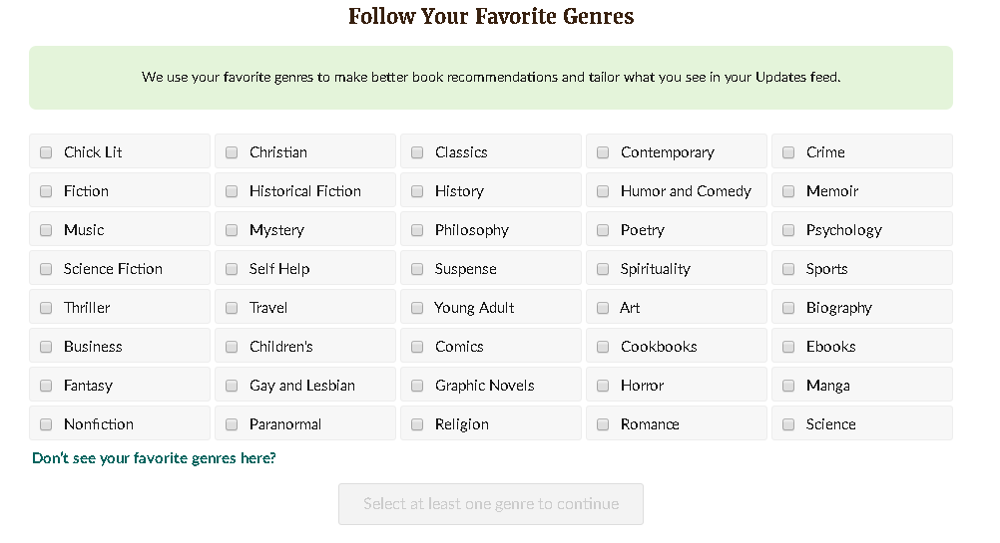 Follow Your Favorite Genres
We use your favorite genres to make better book recommendations and tailor what you see in your Updates feed.
Chick Lit Christian Classics Contemporary Crime
Fiction Historical Fiction History Humor and Comedy Memoir
Music Mystery Philosophy Poetry Psychology
Science Fiction Self Help Suspense Spirituality Sports
Thriller Travel Young Adult Art Biography
Business Children's Comics Cookbooks Ebooks
Fantasy Gay and Lesbian Graphic Novels Horror Manga
Nonfiction Paranormal Religion Romance Science
Don't see your favorite genres here?
Select at least one genre to continue